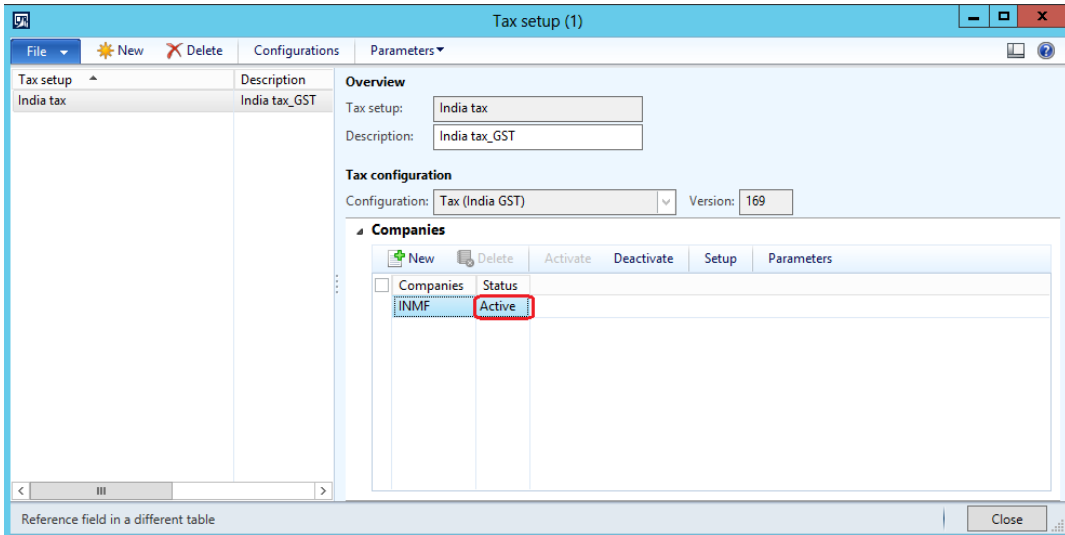 Tax setup (1)
File New Delete Configurations Parameters
Tax setup Description
India tax India tax_GST
Overview
Tax setup: India tax
Description: India tax_GST
Tax configuration
Configuration: Tax (India GST) Version: 169
Companies
New Delete Activate Deactivate Setup Parameters
Companies Status
INMF Active
Reference field in a different table
Close